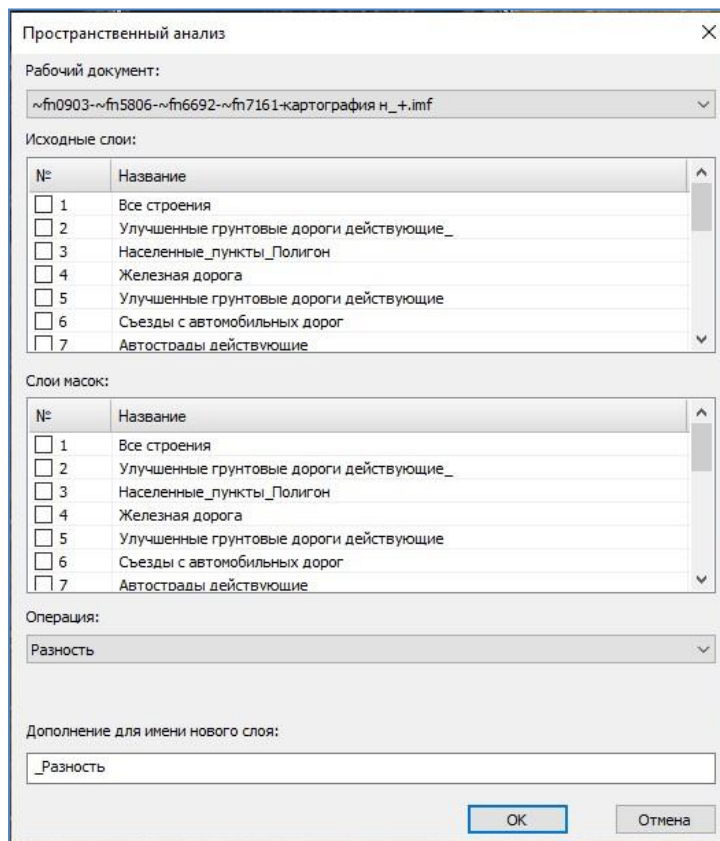 Пространственный анализ
Рабочий документ:
~fn0903-~fn5806-~fn6692-~fn7161-картография н_+.imf
Исходные слои:
№ Название
1 Все строения
2 Улучшенные грунтовые дороги действующие_
3 Населенные_пункты_Полигон
4 Железная дорога
5 Улучшенные грунтовые дороги действующие
6 Съезды с автомобильных дорог
7 Автострады действующие
Слои масок:
№ Название
1 Все строения
2 Улучшенные грунтовые дороги действующие_
3 Населенные_пункты_Полигон
4 Железная дорога
5 Улучшенные грунтовые дороги действующие
6 Съезды с автомобильных дорог
7 Автострады действующие
Операция:
Разность
Дополнение для имени нового слоя:
_Разность
OK Отмена